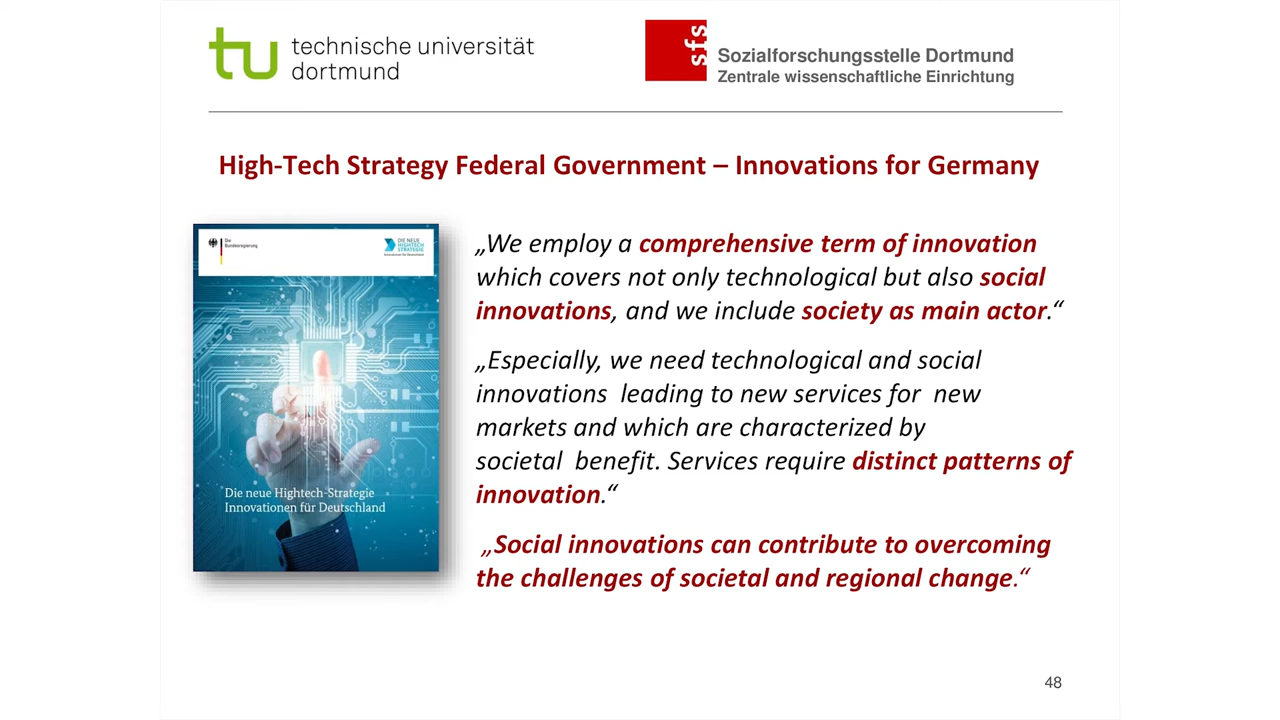 technische universität
dortmund
sfs
Sozialforschungsstelle Dortmund
Zentrale wissenschaftliche Einrichtung
High-Tech Strategy Federal Government – Innovations for Germany
Die
Bundesregierung
DIE NEUE
HIGHTECH
STRATEGIE
Innovationen für Deutschland
Die neue Hightech-Strategie
Innovationen für Deutschland
„We employ a comprehensive term of innovation
which covers not only technological but also social
innovations, and we include society as main actor.“
„Especially, we need technological and social
innovations leading to new services for new
markets and which are characterized by
societal benefit. Services require distinct patterns of
innovation.“
„Social innovations can contribute to overcoming
the challenges of societal and regional change.“
48